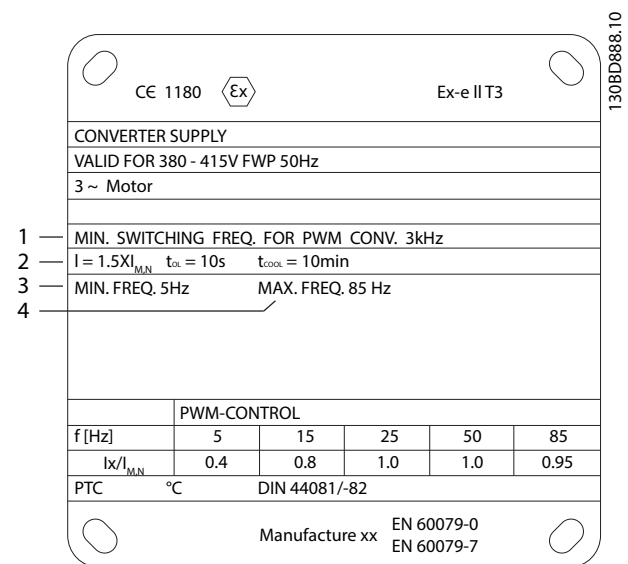 130BD888.10
CE 1180 Ex Ex-e ll T3
CONVERTER SUPPLY
VALID FOR 380 - 415V FWP 50Hz
3 ~ Motor
1 MIN. SWITCHING FREQ. FOR PWM CONV. 3kHz
2 I = 1.5XI M,N t OL = 10s t COOL = 10min
3 MIN. FREQ. 5Hz MAX. FREQ. 85 Hz
4
PWM-CONTROL
f [Hz] 5 15 25 50 85
Ix/I M,N 0.4 0.8 1.0 1.0 0.95
PTC °C DIN 44081/-82
Manufacture xx EN 60079-0
EN 60079-7